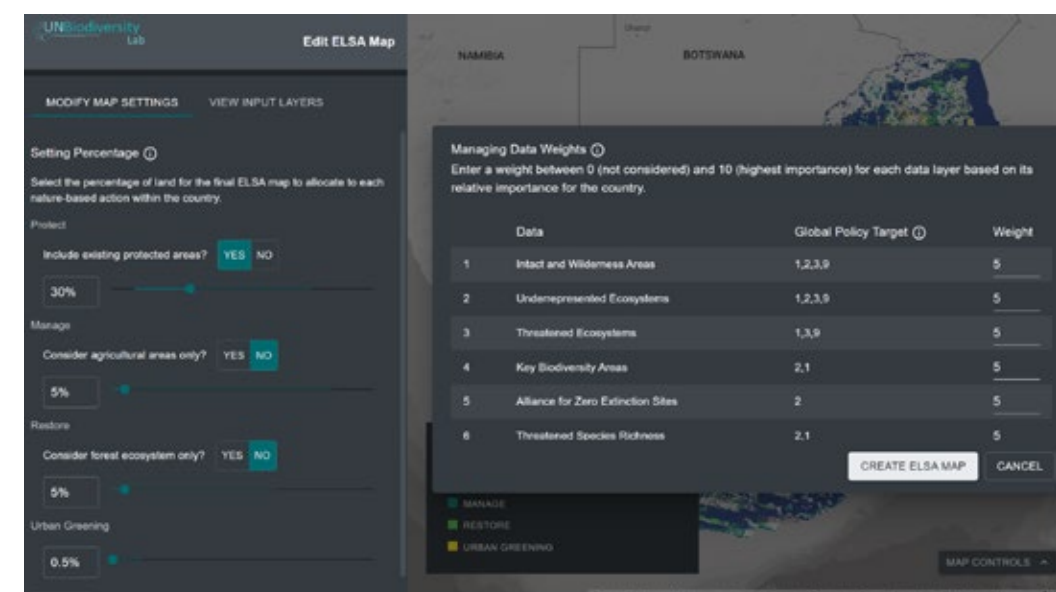 UNBiodiversity
Lab
Edit ELSA Map
MODIFY MAP SETTINGS
VIEW INPUT LAYERS
Setting Percentage
Select the percentage of land for the final ELSA map to allocate to each
nature-based action within the country.
Protect
Include existing protected areas? YES NO
30%
Manage
Consider agricultural areas only? YES NO
5%
Restore
Consider forest ecosystem only? YES NO
5%
Urban Greening
0.5%
NAMIBIA
BOTSWANA
Managing Data Weights
Enter a weight between 0 (not considered) and 10 (highest importance) for each data layer based on its
relative importance for the country.
Data Global Policy Target Weight
1 Intact and Wilderness Areas 1,2,3,9 5
2 Underrepresented Ecosystems 1,2,3,9 5
3 Threatened Ecosystems 1,3,9 5
4 Key Biodiversity Areas 2,1 5
5 Alliance for Zero Extinction Sites 2 5
6 Threatened Species Richness 2,1 5
CREATE ELSA MAP CANCEL
MANAGE
RESTORE
URBAN GREENING
MAP CONTROLS